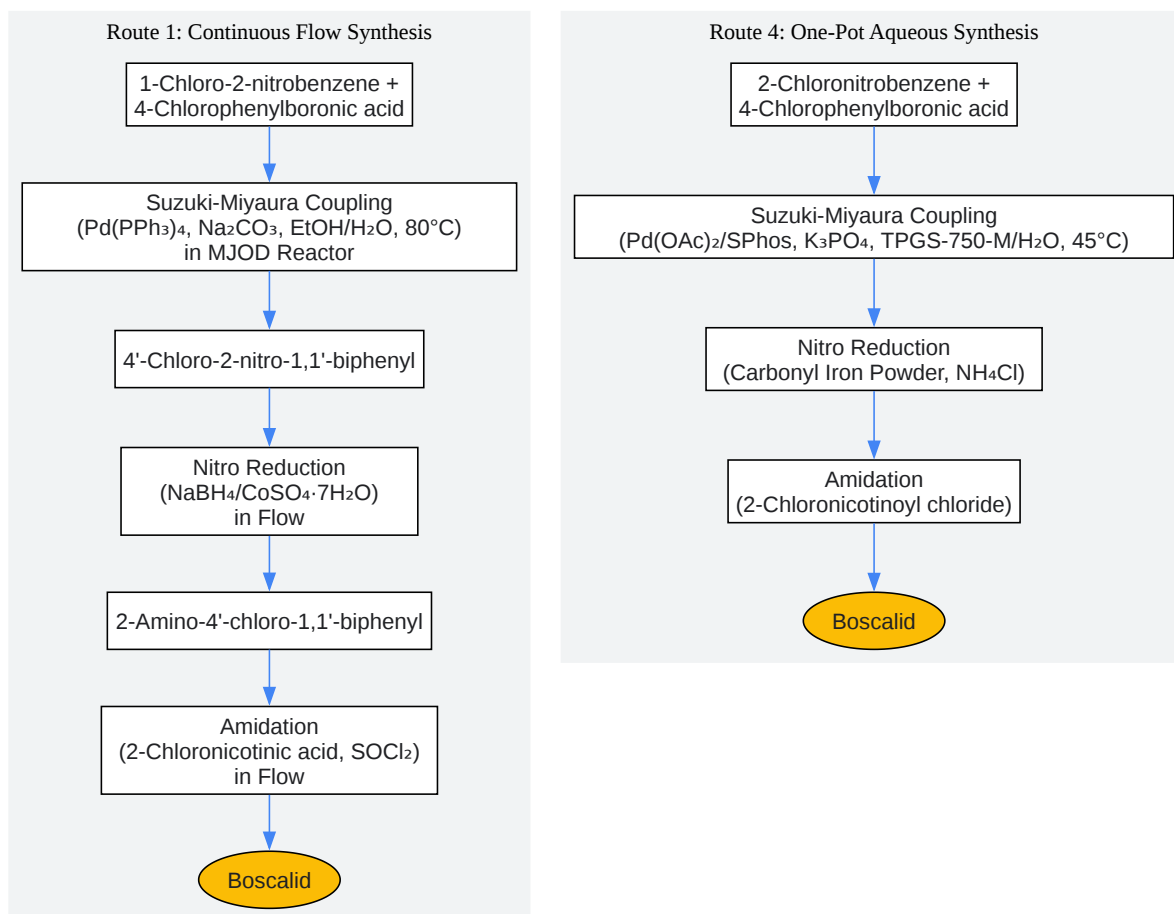 Route 1: Continuous Flow Synthesis
1-Chloro-2-nitrobenzene +
4-Chlorophenylboronic acid
Suzuki-Miyaura Coupling
(Pd(PPh₃)₄, Na₂CO₃, EtOH/H₂O, 80°C)
in MJOD Reactor
4'-Chloro-2-nitro-1,1'-biphenyl
Nitro Reduction
(NaBH₄/CoSO₄·7H₂O)
in Flow
2-Amino-4'-chloro-1,1'-biphenyl
Amidation
(2-Chloronicotinic acid, SOCl₂)
in Flow
Boscalid
Route 4: One-Pot Aqueous Synthesis
2-Chloronitrobenzene +
4-Chlorophenylboronic acid
Suzuki-Miyaura Coupling
(Pd(OAc)₂/SPhos, K₃PO₄, TPGS-750-M/H₂O, 45°C)
Nitro Reduction
(Carbonyl Iron Powder, NH₄Cl)
Amidation
(2-Chloronicotinoyl chloride)
Boscalid